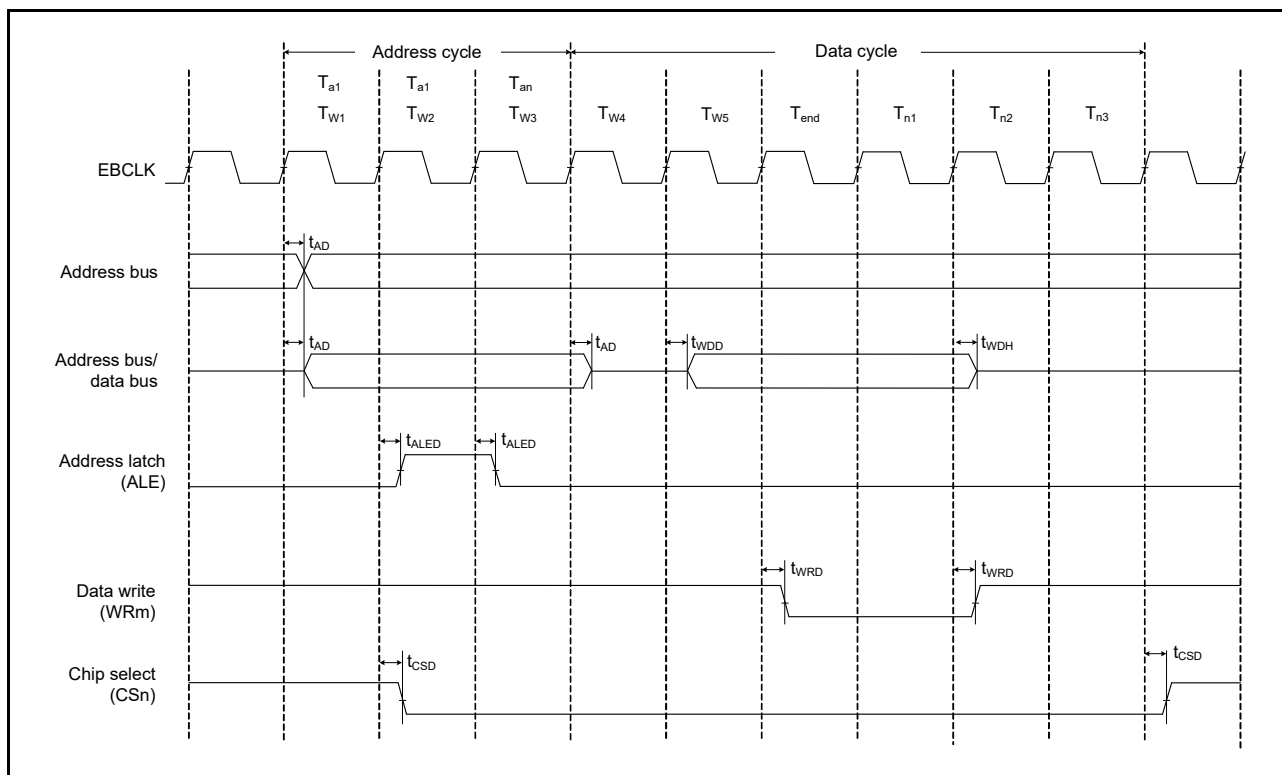 Address cycle Data cycle
Ta1 Ta1 Tan
TW1 TW2 TW3 TW4 TW5 Tend Tn1 Tn2 Tn3
EBCLK
tAD
Address bus
tAD tAD tWDD tWDH
Address bus/
data bus
tALED tALED
Address latch
(ALE)
tWRD tWRD
Data write
(WRm)
tCSD tCSD
Chip select
(CSn)